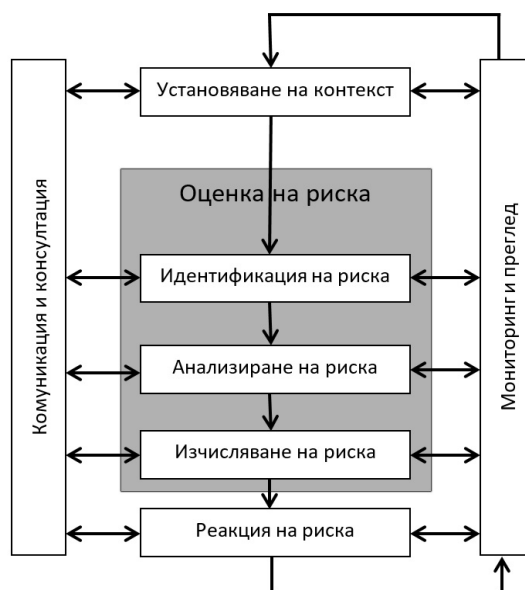 Установяване на контекст
Оценка на риска
Идентификация на риска
Анализиране на риска
Изчисляване на риска
Реакция на риска
Комуникация и консултация
Мониторинг и преглед